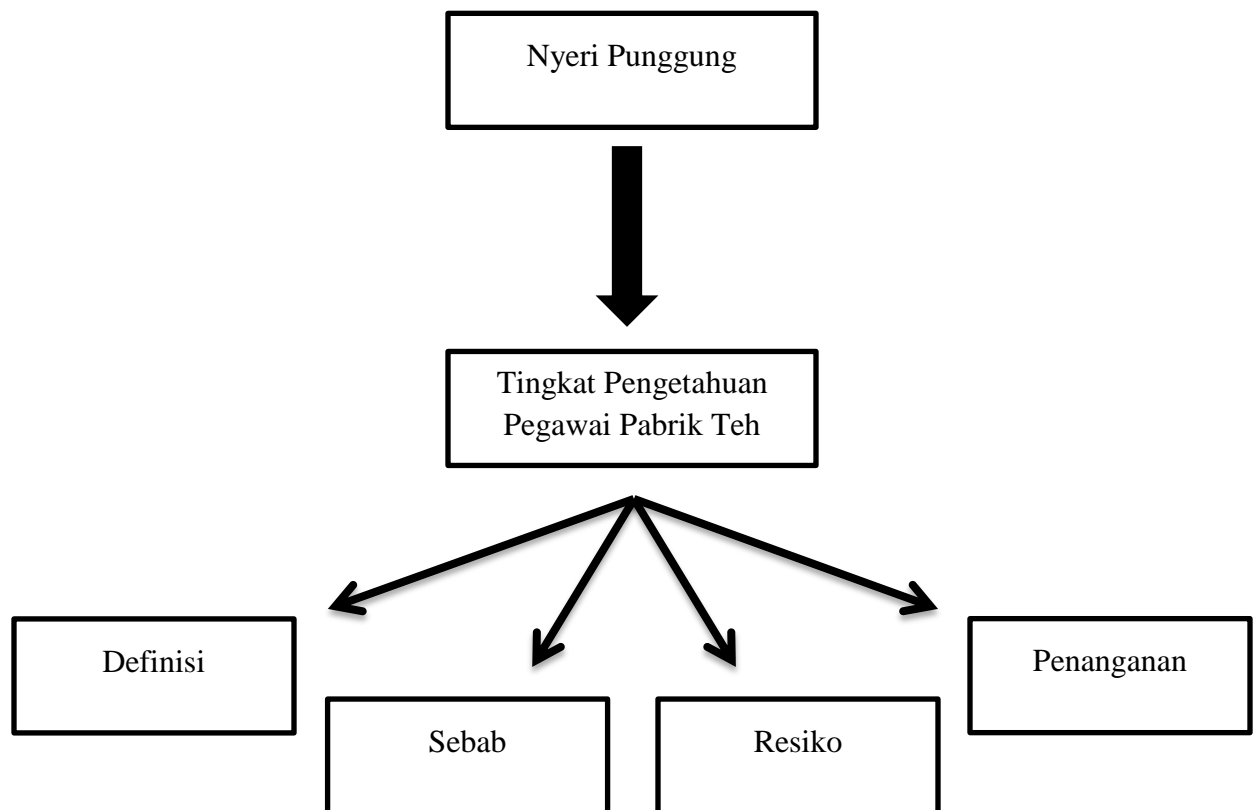 Nyeri Punggung
Tingkat Pengetahuan
Pegawai Pabrik Teh
Definisi
Sebab
Resiko
Penanganan